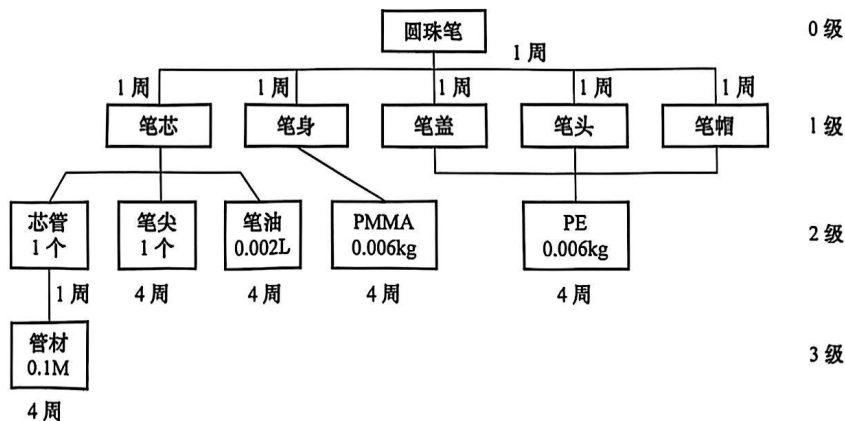 圆珠笔
0 级
1 周
1 周
1 周
1 周
1 周
1 周
笔芯
笔身
笔盖
笔头
笔帽
1 级
芯管
1 个
笔尖
1 个
笔油
0.002L
PMMA
0.006kg
PE
0.006kg
2 级
1 周
4 周
4 周
4 周
4 周
管材
0.1M
3 级
4 周